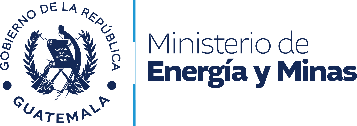 GOBIERNO DE LA REPÚBLICA
GUATEMALA
Ministerio de
Energía y Minas